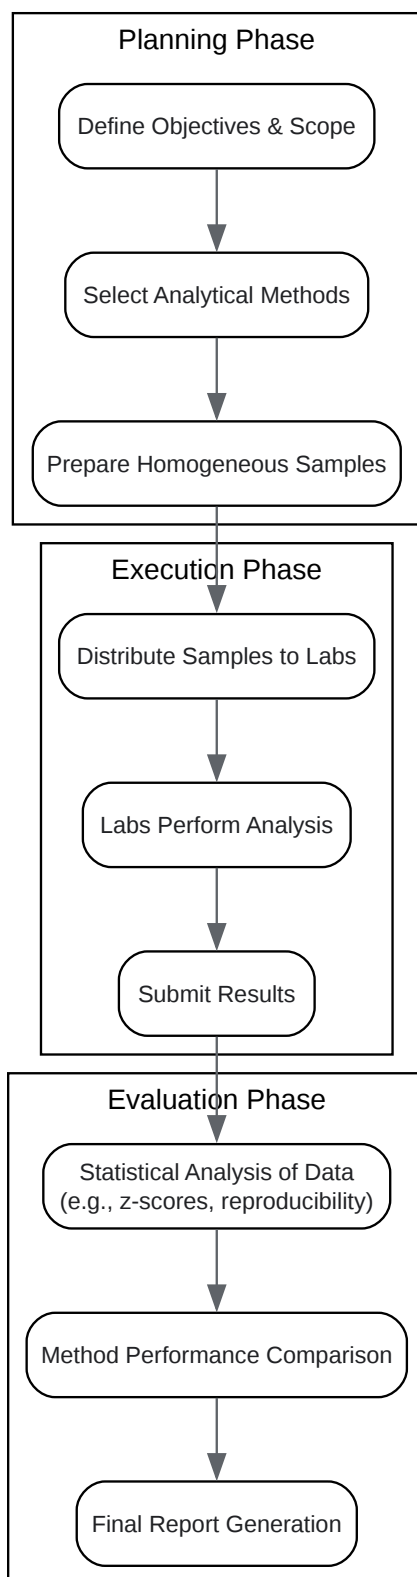 Planning Phase
Define Objectives & Scope
Select Analytical Methods
Prepare Homogeneous Samples
Execution Phase
Distribute Samples to Labs
Labs Perform Analysis
Submit Results
Evaluation Phase
Statistical Analysis of Data
(e.g., z-scores, reproducibility)
Method Performance Comparison
Final Report Generation